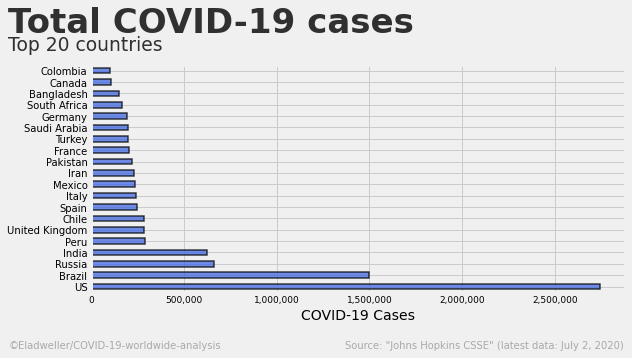 Total COVID-19 cases
Top 20 countries
Colombia
Canada
Bangladesh
South Africa
Germany
Saudi Arabia
Turkey
France
Pakistan
Iran
Mexico
Italy
Spain
Chile
United Kingdom
Peru
India
Russia
Brazil
US
0 500,000 1,000,000 1,500,000 2,000,000 2,500,000
COVID-19 Cases
©Eladweller/COVID-19-worldwide-analysis Source: "Johns Hopkins CSSE" (latest data: July 2, 2020)